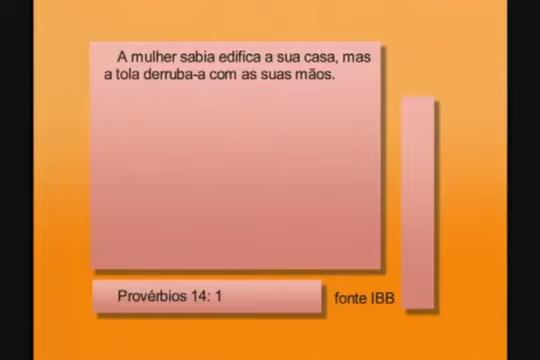 A mulher sabia edifica a sua casa, mas
a tola derruba-a com as suas mãos.
Provérbios 14: 1
fonte IBB